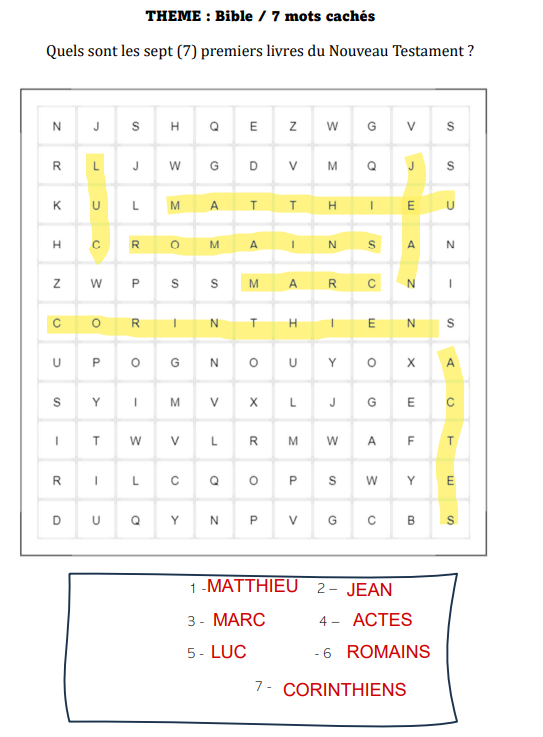 THEME : Bible / 7 mots cachés
Quels sont les sept (7) premiers livres du Nouveau Testament ?
N J S H Q E Z W G V S
R L J W G D V M Q J S
K U L M A T T H I E U
H C R O M A I N S A N
Z W P S S M A R C N I
C O R I N T H I E N S
U P O G N O U Y O X A
S Y I M V X L J G E C
I T W V L R M W A F T
R I L C Q O P S W Y E
D U Q Y N P V G C B S
1 -MATTHIEU 2 – JEAN
3 - MARC 4 – ACTES
5 - LUC - 6 ROMAINS
7 - CORINTHIENS